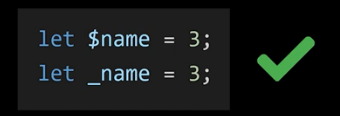 let $name = 3;
let _name = 3;